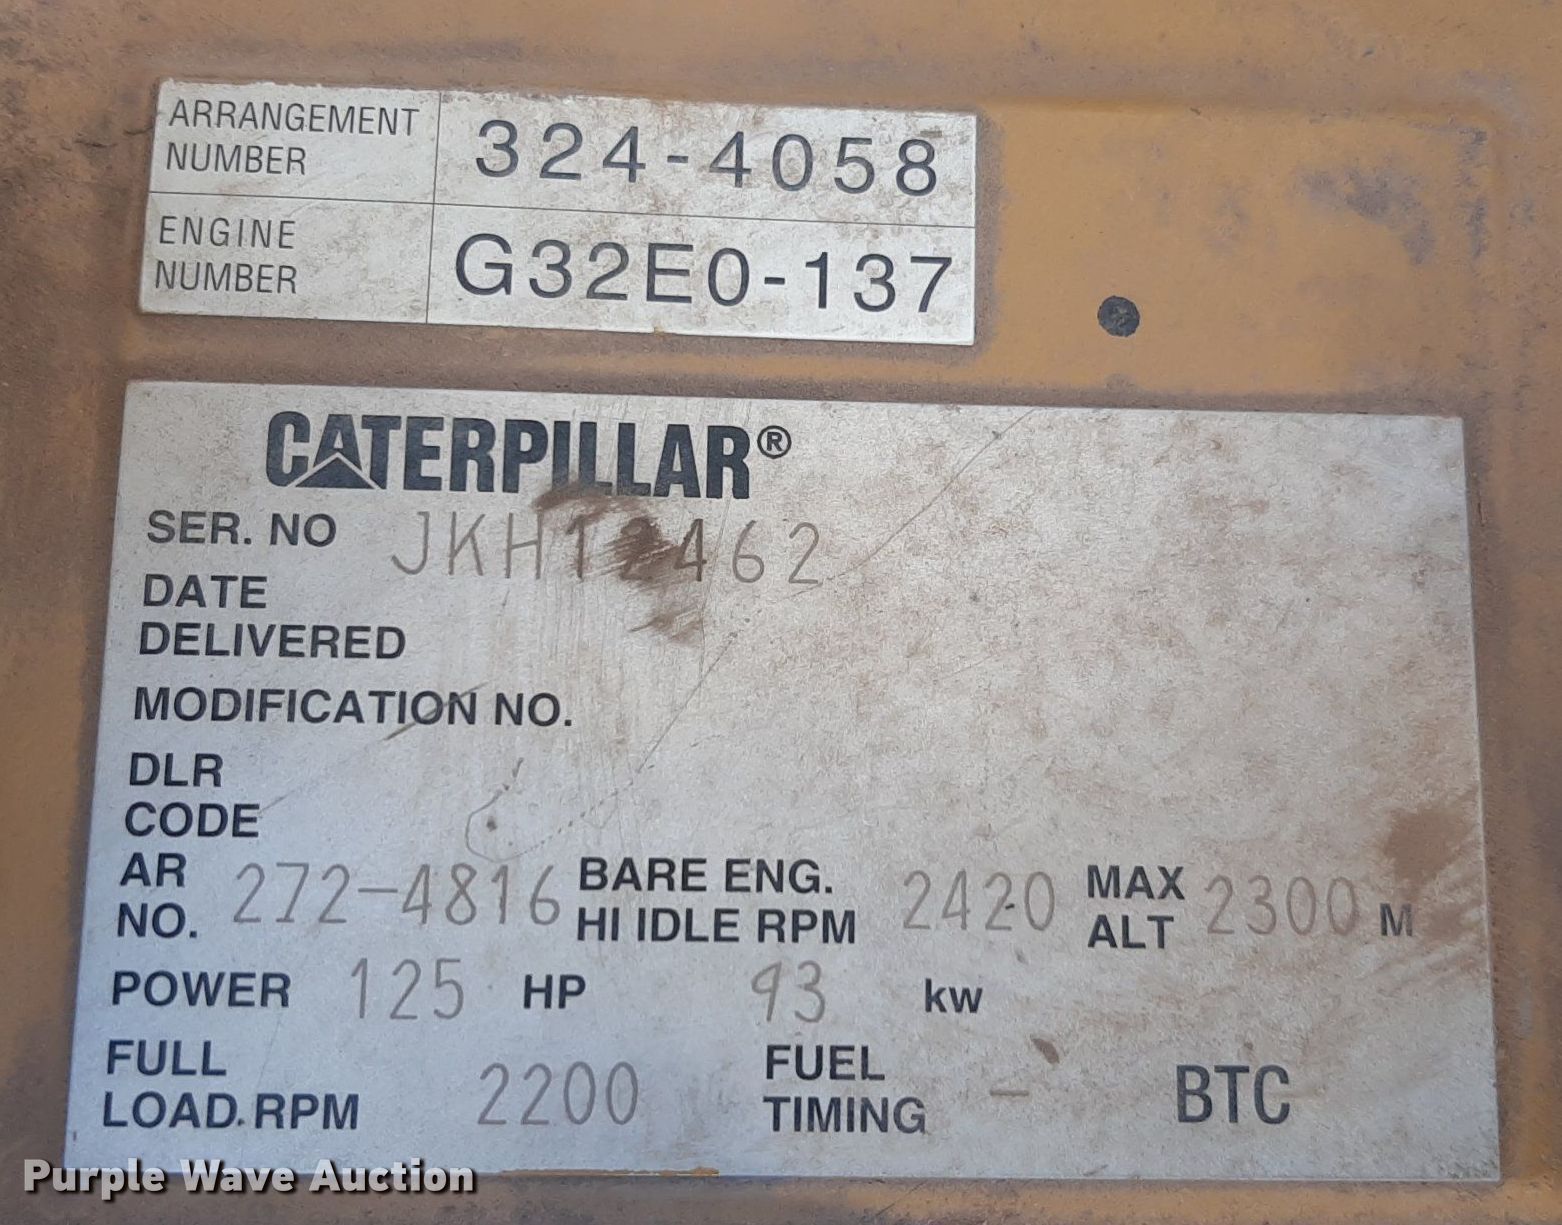 ARRANGEMENT NUMBER 324-4058
ENGINE NUMBER G32E0-137
CATERPILLAR®
SER. NO JKH12462
DATE
DELIVERED
MODIFICATION NO.
DLR
CODE
AR NO. 272-4816 BARE ENG. HI IDLE RPM 2420 MAX ALT 2300 M
POWER 125 HP 93 kw
FULL LOAD.RPM 2200 FUEL TIMING - BTC
Purple Wave Auction